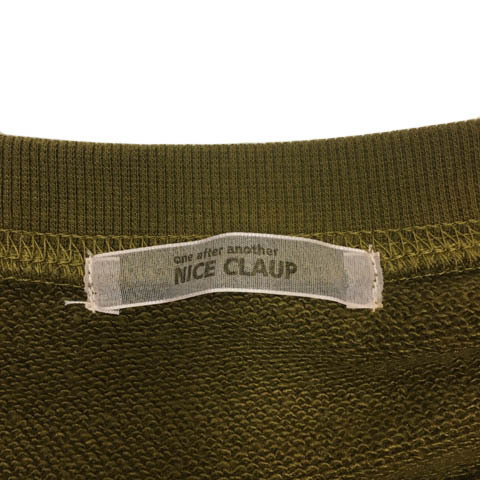 one after another
NICE CLAUP